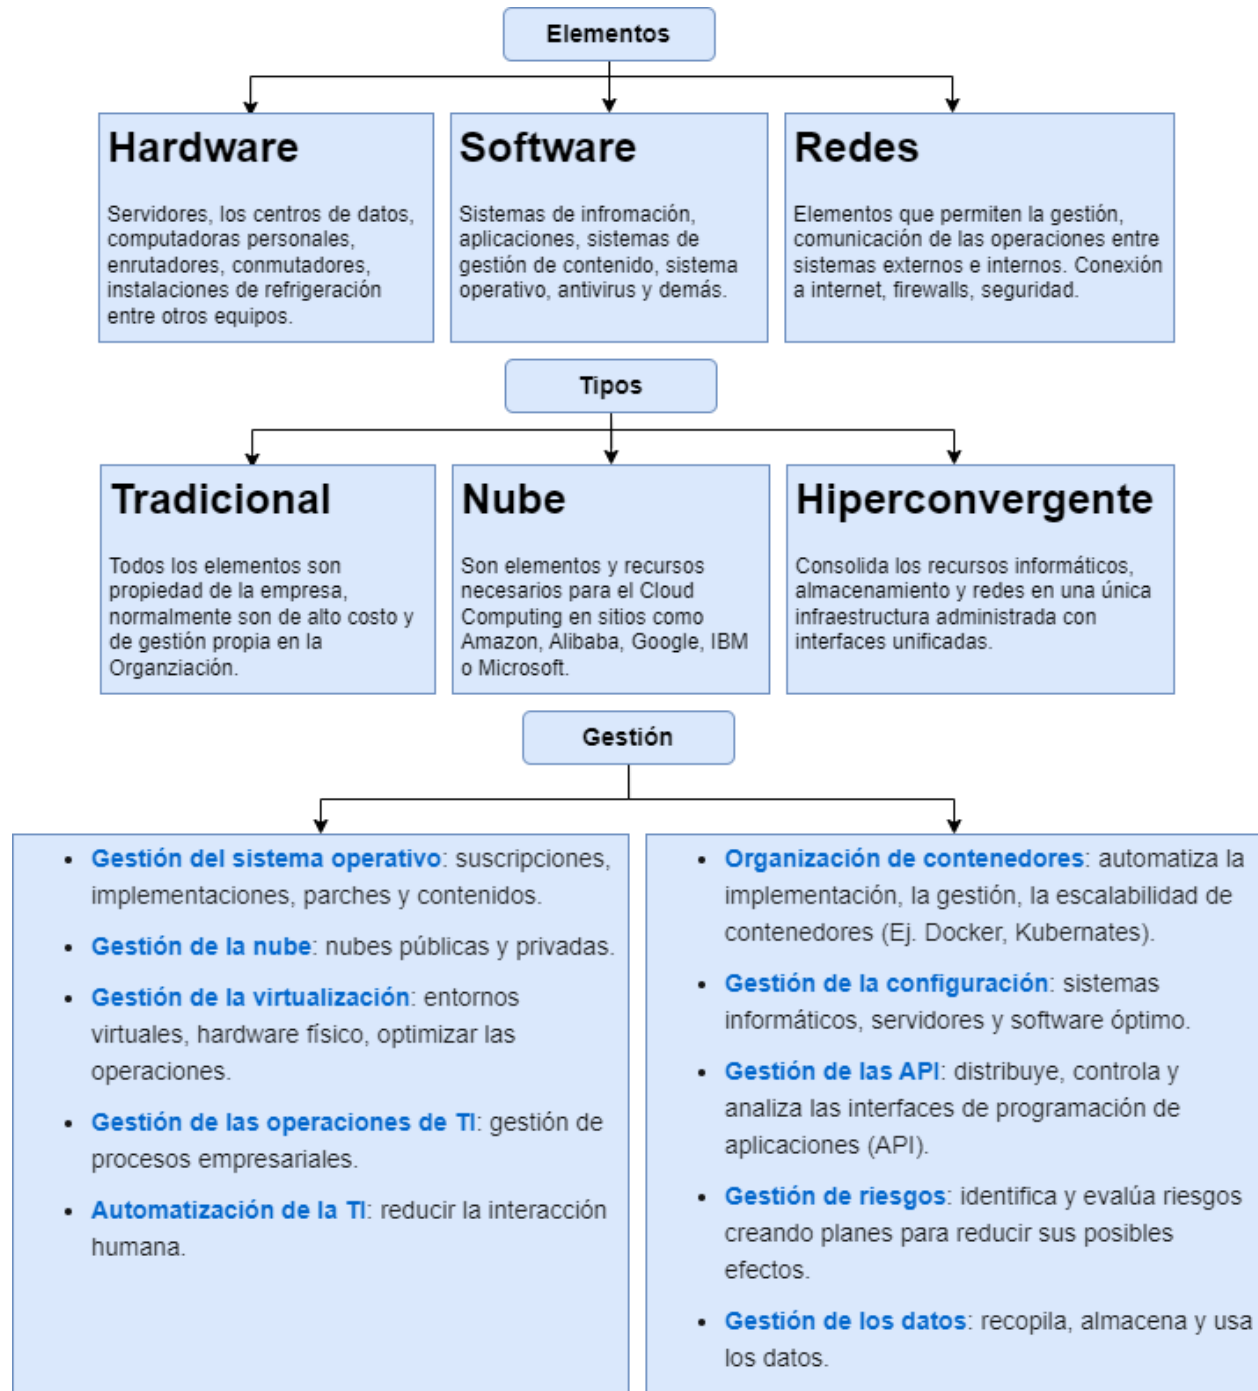 Elementos
Hardware
Servidores, los centros de datos,
computadoras personales,
enrutadores, conmutadores,
instalaciones de refrigeración
entre otros equipos.
Software
Sistemas de infromación,
aplicaciones, sistemas de
gestión de contenido, sistema
operativo, antivirus y demás.
Redes
Elementos que permiten la gestión,
comunicación de las operaciones entre
sistemas externos e internos. Conexión
a internet, firewalls, seguridad.
Tipos
Tradicional
Todos los elementos son
propiedad de la empresa,
normalmente son de alto costo y
de gestión propia en la
Organziación.
Nube
Son elementos y recursos
necesarios para el Cloud
Computing en sitios como
Amazon, Alibaba, Google, IBM
o Microsoft.
Hiperconvergente
Consolida los recursos informáticos,
almacenamiento y redes en una única
infraestructura administrada con
interfaces unificadas.
Gestión
• Gestión del sistema operativo: suscripciones,
implementaciones, parches y contenidos.
• Gestión de la nube: nubes públicas y privadas.
• Gestión de la virtualización: entornos
virtuales, hardware físico, optimizar las
operaciones.
• Gestión de las operaciones de TI: gestión de
procesos empresariales.
• Automatización de la TI: reducir la interacción
humana.
• Organización de contenedores: automatiza la
implementación, la gestión, la escalabilidad de
contenedores (Ej. Docker, Kubernates).
• Gestión de la configuración: sistemas
informáticos, servidores y software óptimo.
• Gestión de las API: distribuye, controla y
analiza las interfaces de programación de
aplicaciones (API).
• Gestión de riesgos: identifica y evalúa riesgos
creando planes para reducir sus posibles
efectos.
• Gestión de los datos: recopila, almacena y usa
los datos.